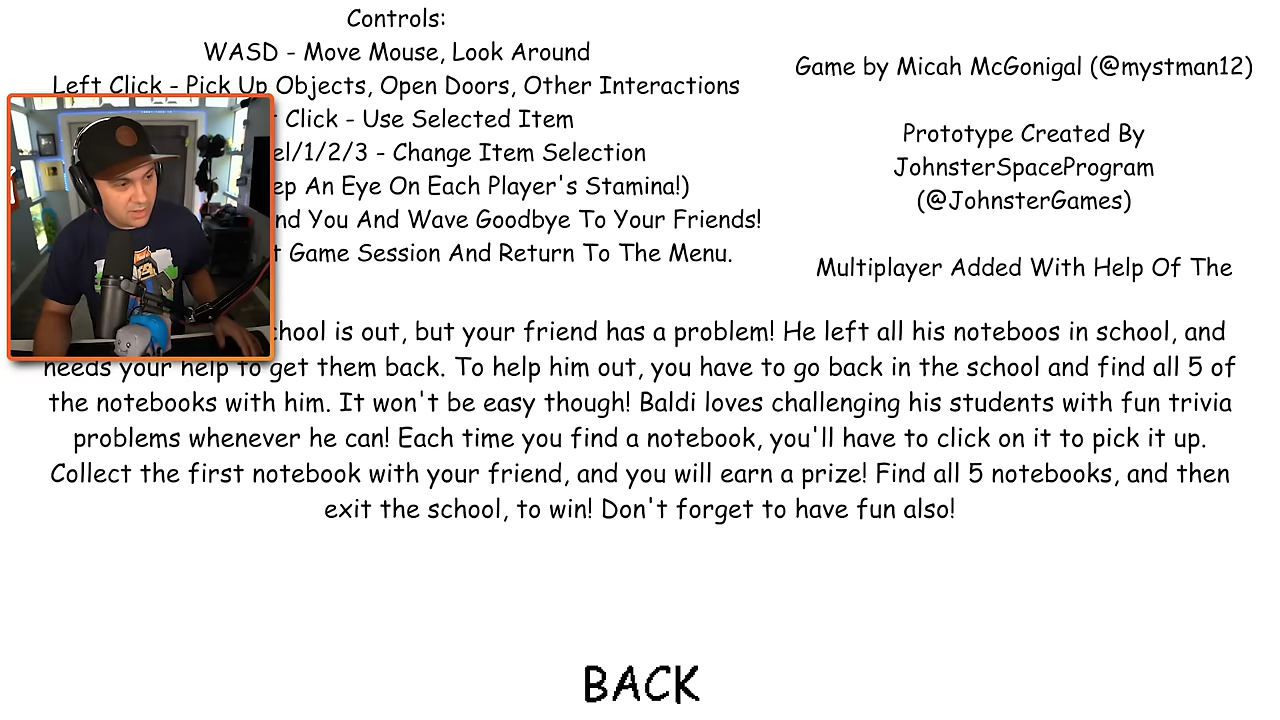 Controls:
WASD - Move Mouse, Look Around
Left Click - Pick Up Objects, Open Doors, Other Interactions
Click - Use Selected Item
/1/2/3 - Change Item Selection
An Eye On Each Player's Stamina!)
You And Wave Goodbye To Your Friends!
Game Session And Return To The Menu.
Game by Micah McGonigal (@mystman12)
Prototype Created By
JohnsterSpaceProgram
(@JohnsterGames)
Multiplayer Added With Help Of The
is out, but your friend has a problem! He left all his noteboos in school, and
needs your help to get them back. To help him out, you have to go back in the school and find all 5 of
the notebooks with him. It won't be easy though! Baldi loves challenging his students with fun trivia
problems whenever he can! Each time you find a notebook, you'll have to click on it to pick it up.
Collect the first notebook with your friend, and you will earn a prize! Find all 5 notebooks, and then
exit the school, to win! Don't forget to have fun also!
BACK